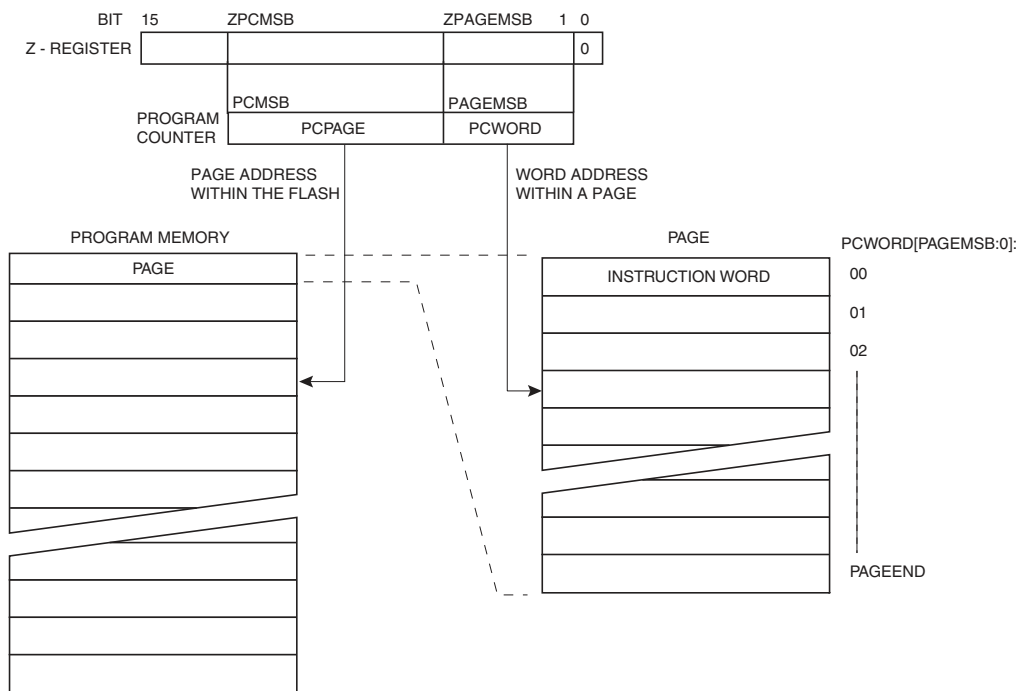 BIT 15 ZPCMSB ZPAGEMSB 1 0
Z - REGISTER 0
PCMSB PAGEMSB
PROGRAM
COUNTER
PCPAGE PCWORD
PAGE ADDRESS
WITHIN THE FLASH
WORD ADDRESS
WITHIN A PAGE
PROGRAM MEMORY
PAGE
PAGE
PCWORD[PAGEMSB:0]:
INSTRUCTION WORD 00
01
02
PAGEEND